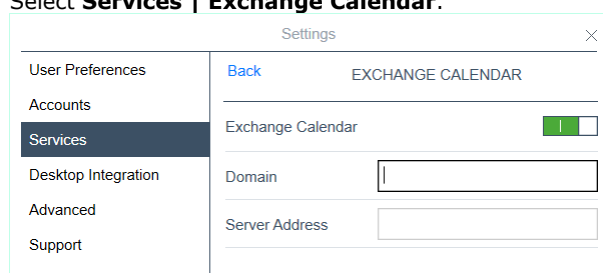 Select Services | Exchange Calendar.
Settings
User Preferences
Accounts
Services
Desktop Integration
Advanced
Support
Back
EXCHANGE CALENDAR
Exchange Calendar
Domain
Server Address